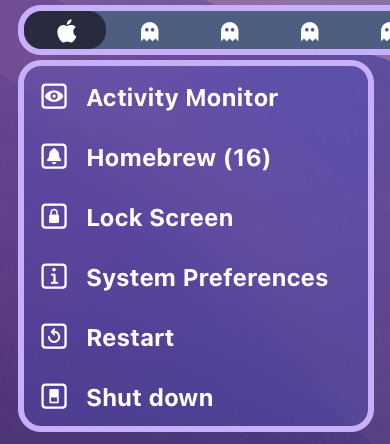 Activity Monitor
Homebrew (16)
Lock Screen
System Preferences
Restart
Shut down